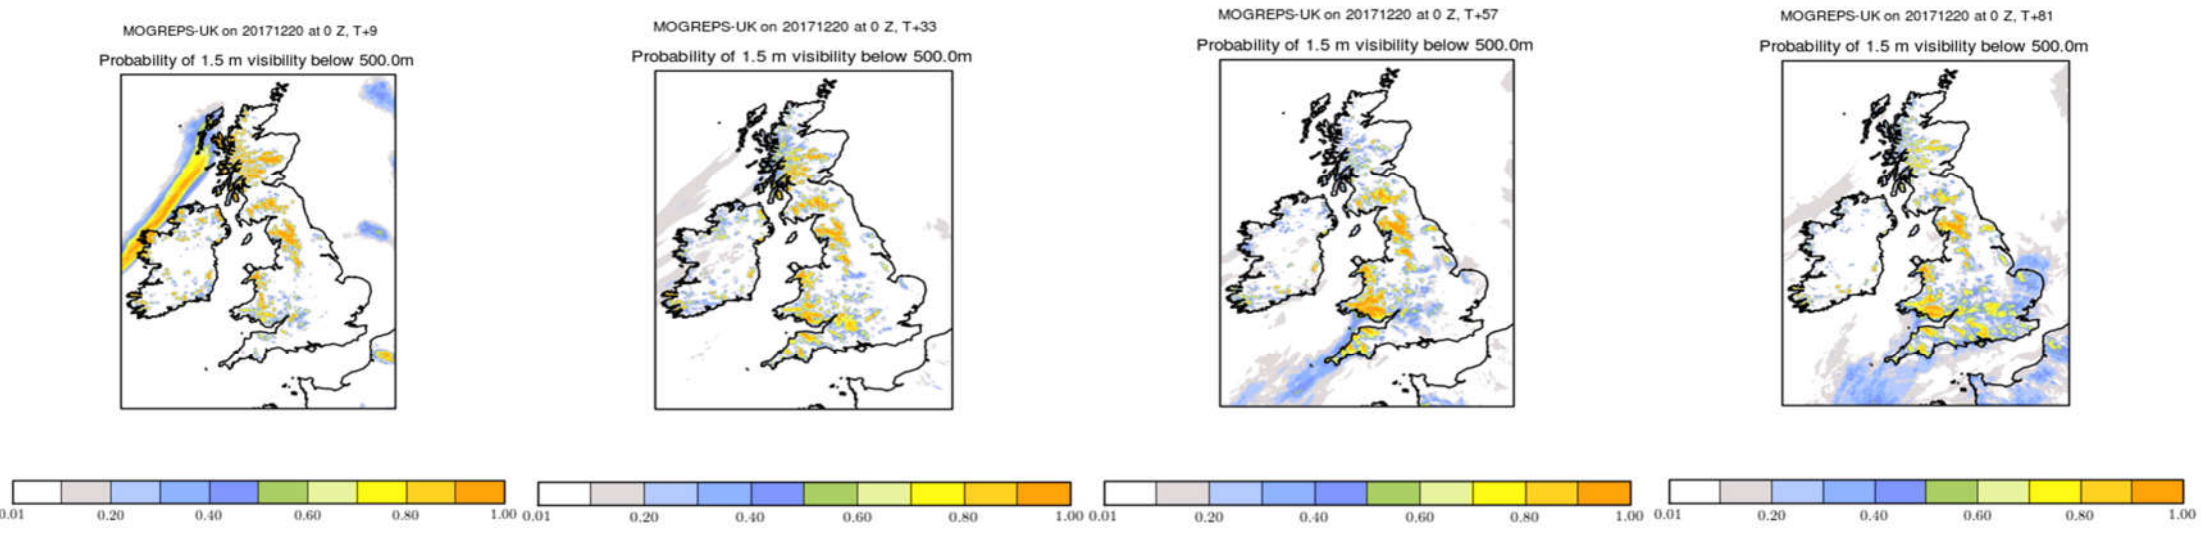 MOGREPS-UK on 20171220 at 0 Z, T+9
Probability of 1.5 m visibility below 500.0m
0.01 0.20 0.40 0.60 0.80 1.00
MOGREPS-UK on 20171220 at 0 Z, T+33
Probability of 1.5 m visibility below 500.0m
0.01 0.20 0.40 0.60 0.80 1.00
MOGREPS-UK on 20171220 at 0 Z, T+57
Probability of 1.5 m visibility below 500.0m
0.01 0.20 0.40 0.60 0.80 1.00
MOGREPS-UK on 20171220 at 0 Z, T+81
Probability of 1.5 m visibility below 500.0m
0.01 0.20 0.40 0.60 0.80 1.00